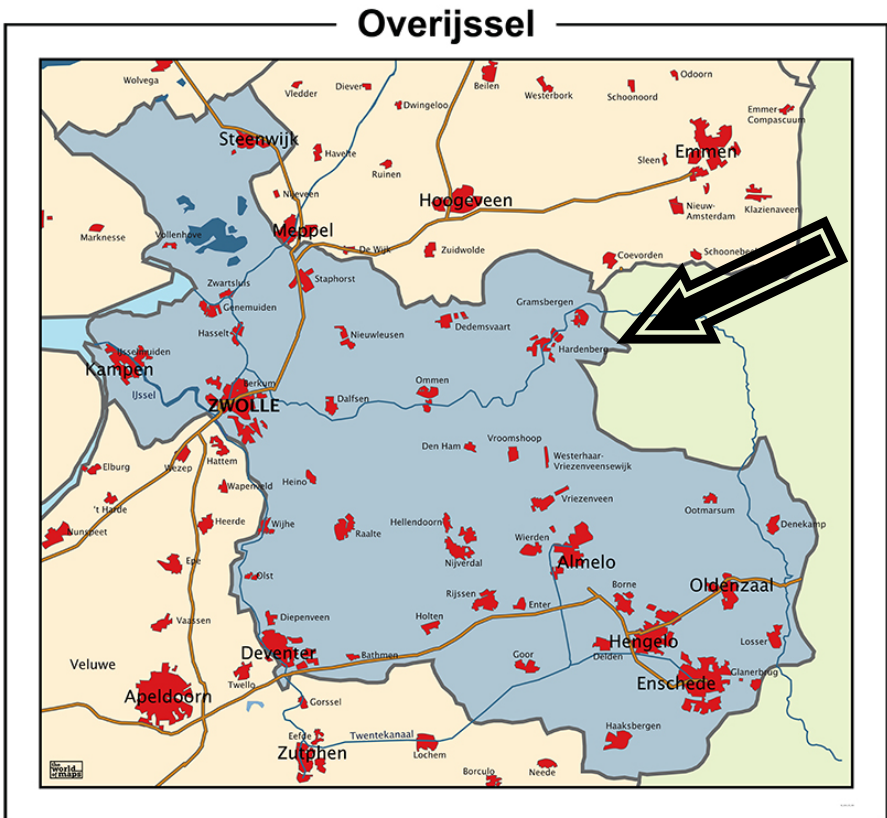 Overijssel
Wolvega
Vledder
Diever
Beilen
Westerbork
Schoonoord
Odoorn
Emmer-
Compascuum
Dwingeloo
Steenwijk
Havelte
Ruinen
Sleen
Emmen
Nijeveen
Hoogeveen
Nieuw-
Amsterdam
Klazienaveen
Marknesse
Vollenhove
Meppel
De Wijk
Zuidwolde
Coevorden
Zwartsluis
Staphorst
Genemuiden
Gramsbergen
Hasselt
Nieuwleusen
Dedemsvaart
Hardenberg
IJsselmuiden
Kampen
IJssel
Berkum
ZWOLLE
Dalfsen
Ommen
Den Ham
Vroomshoop
Westerhaar-
Vriezenveensewijk
Elburg
Wezep
Hattem
't Harde
Wapenveld
Heino
Vriezenveen
Ootmarsum
Nunspeet
Heerde
Wijhe
Raalte
Hellendoorn
Wierden
Denekamp
Epe
Nijverdal
Almelo
Olst
Rijssen
Enter
Borne
Oldenzaal
Vaassen
Diepenveen
Holten
Hengelo
Losser
Veluwe
Deventer
Bathmen
Goor
Delden
Twello
Enschede
Glanerbrug
Apeldoorn
Gorssel
Eefde
Twentekanaal
Haaksbergen
Zutphen
Lochem
Borculo
Neede
the
world
of maps